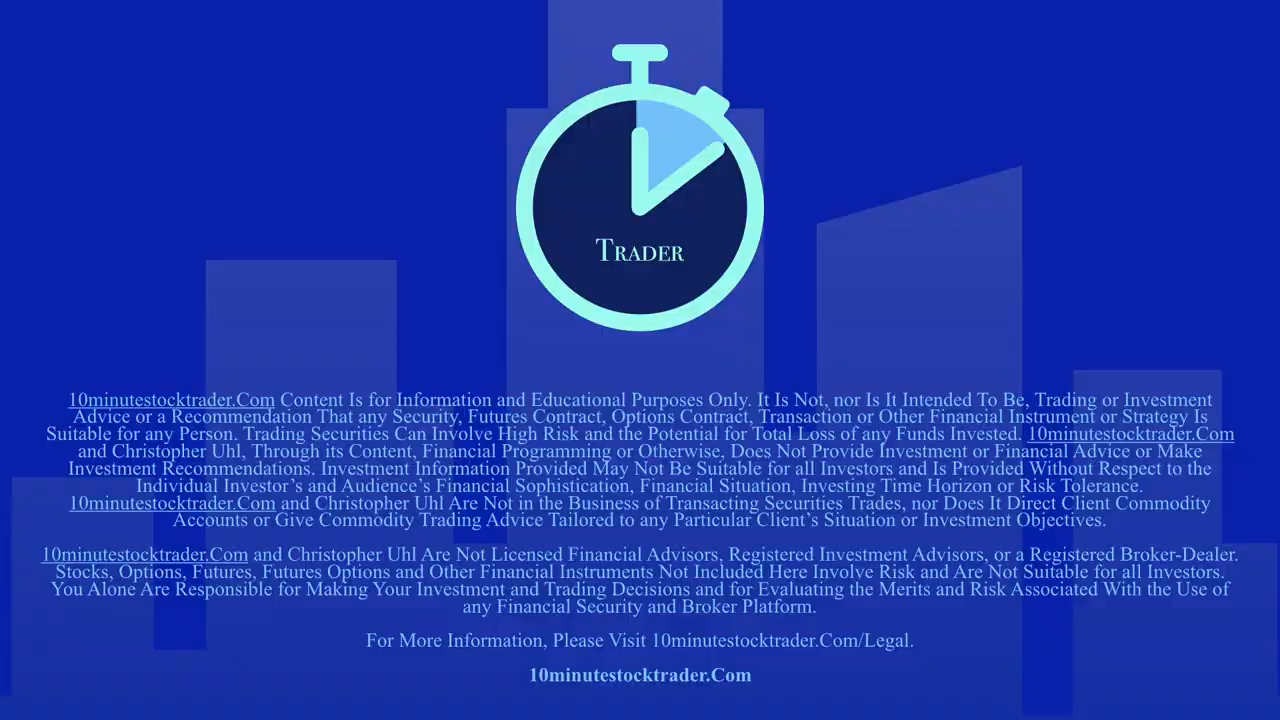 Trader
10minutestocktrader.Com Content Is for Information and Educational Purposes Only. It Is Not, nor Is It Intended To Be, Trading or Investment
Advice or a Recommendation That any Security, Futures Contract, Options Contract, Transaction or Other Financial Instrument or Strategy Is
Suitable for any Person. Trading Securities Can Involve High Risk and the Potential for Total Loss of any Funds Invested. 10minutestocktrader.Com
and Christopher Uhl, Through its Content, Financial Programming or Otherwise, Does Not Provide Investment or Financial Advice or Make
Investment Recommendations. Investment Information Provided May Not Be Suitable for all Investors and Is Provided Without Respect to the
Individual Investor’s and Audience’s Financial Sophistication, Financial Situation, Investing Time Horizon or Risk Tolerance.
10minutestocktrader.Com and Christopher Uhl Are Not in the Business of Transacting Securities Trades, nor Does It Direct Client Commodity
Accounts or Give Commodity Trading Advice Tailored to any Particular Client’s Situation or Investment Objectives.
10minutestocktrader.Com and Christopher Uhl Are Not Licensed Financial Advisors, Registered Investment Advisors, or a Registered Broker-Dealer.
Stocks, Options, Futures, Futures Options and Other Financial Instruments Not Included Here Involve Risk and Are Not Suitable for all Investors.
You Alone Are Responsible for Making Your Investment and Trading Decisions and for Evaluating the Merits and Risk Associated With the Use of
any Financial Security and Broker Platform.
For More Information, Please Visit 10minutestocktrader.Com/Legal.
10minutestocktrader.Com